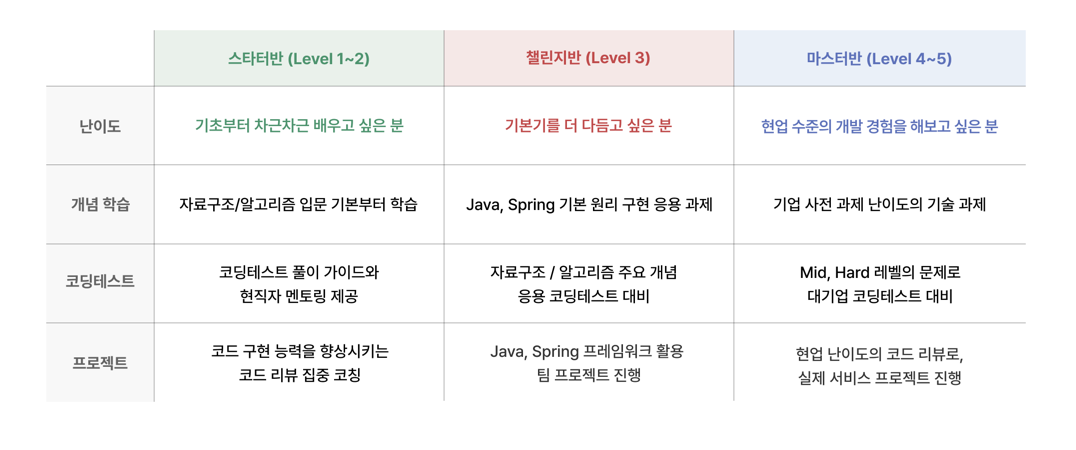 스타터반 (Level 1~2)
챌린지반 (Level 3)
마스터반 (Level 4~5)
난이도
기초부터 차근차근 배우고 싶은 분
기본기를 더 다듬고 싶은 분
현업 수준의 개발 경험을 해보고 싶은 분
개념 학습
자료구조/알고리즘 입문 기본부터 학습
Java, Spring 기본 원리 구현 응용 과제
기업 사전 과제 난이도의 기술 과제
코딩테스트
코딩테스트 풀이 가이드와
현직자 멘토링 제공
자료구조 / 알고리즘 주요 개념
응용 코딩테스트 대비
Mid, Hard 레벨의 문제로
대기업 코딩테스트 대비
프로젝트
코드 구현 능력을 향상시키는
코드 리뷰 집중 코칭
Java, Spring 프레임워크 활용
팀 프로젝트 진행
현업 난이도의 코드 리뷰로,
실제 서비스 프로젝트 진행